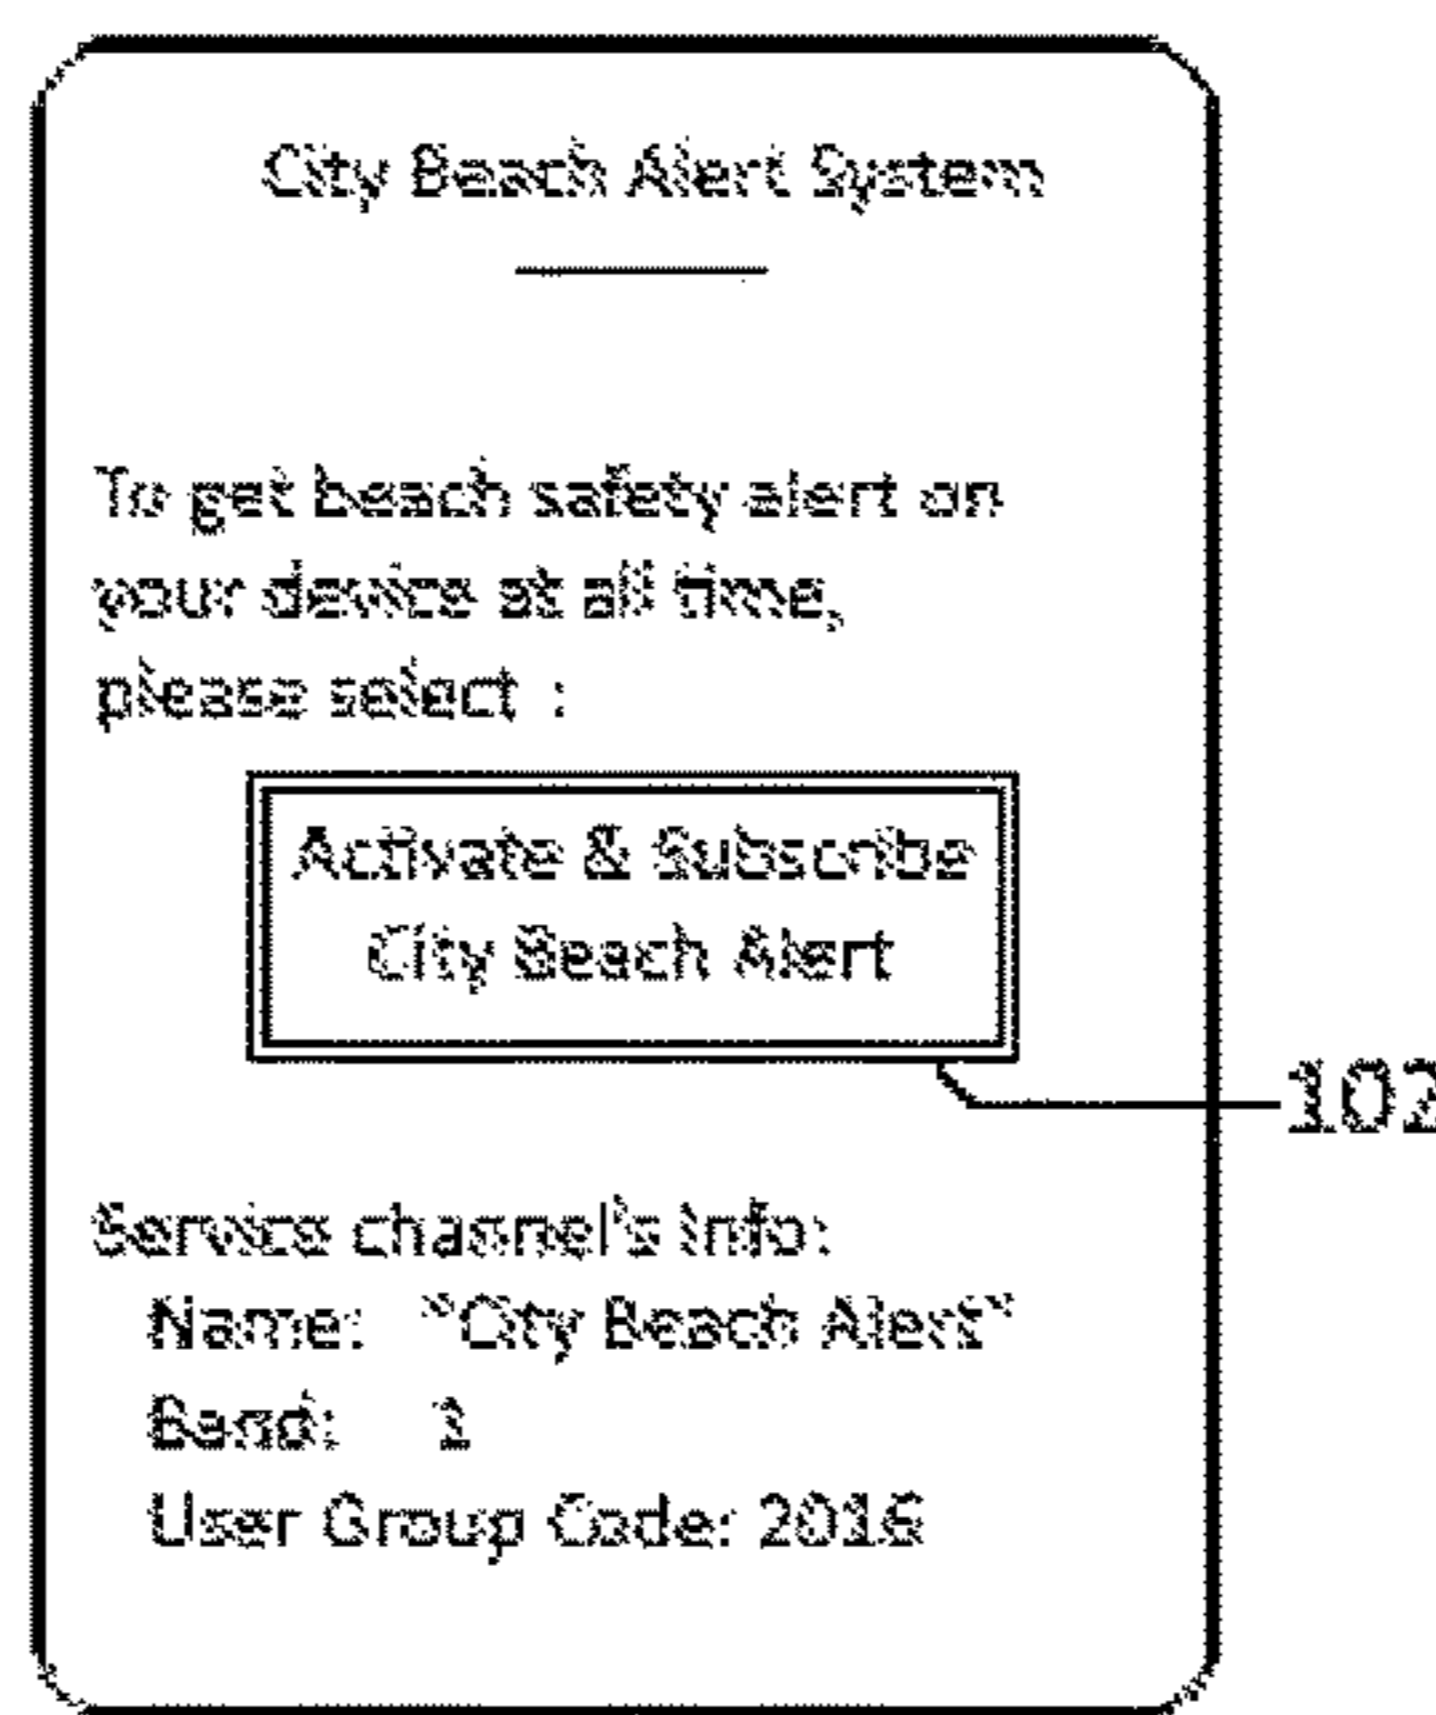 City Beach Alert System
To get beach safety alert on
your device at all time,
please select :
Activate & Subscribe
City Beach Alert
102
Service channel's Info:
Name: "City Beach Alert"
Band:
User Group Code: 2016